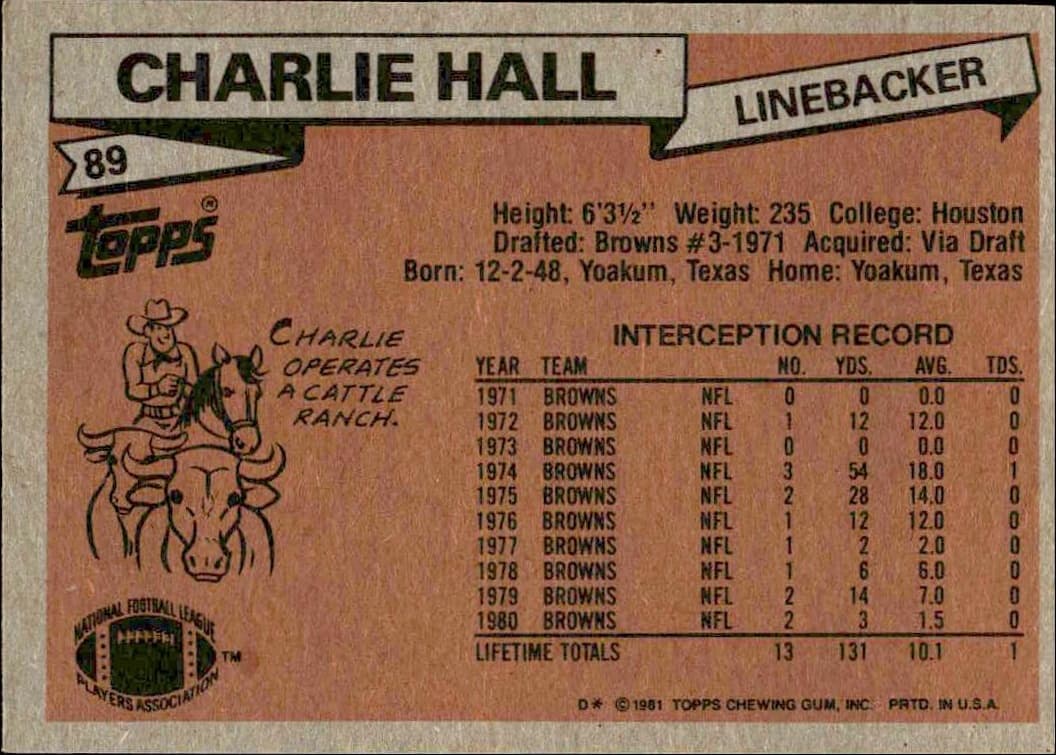 CHARLIE HALL
LINEBACKER
89
TOPPS®
Height: 6'3½" Weight: 235 College: Houston
Drafted: Browns #3-1971 Acquired: Via Draft
Born: 12-2-48, Yoakum, Texas Home: Yoakum, Texas
CHARLIE
OPERATES
A CATTLE
RANCH.
INTERCEPTION RECORD
YEAR TEAM NO. YDS. AVG. TDS.
1971 BROWNS NFL 0 0 0.0 0
1972 BROWNS NFL 1 12 12.0 0
1973 BROWNS NFL 0 0 0.0 0
1974 BROWNS NFL 3 54 18.0 1
1975 BROWNS NFL 2 28 14.0 0
1976 BROWNS NFL 1 12 12.0 0
1977 BROWNS NFL 1 2 2.0 0
1978 BROWNS NFL 1 6 6.0 0
1979 BROWNS NFL 2 14 7.0 0
1980 BROWNS NFL 2 3 1.5 0
LIFETIME TOTALS 13 131 10.1 1
NATIONAL FOOTBALL LEAGUE
PLAYERS ASSOCIATION
TM
D* ©1981 TOPPS CHEWING GUM, INC. PRTD. IN U.S.A.